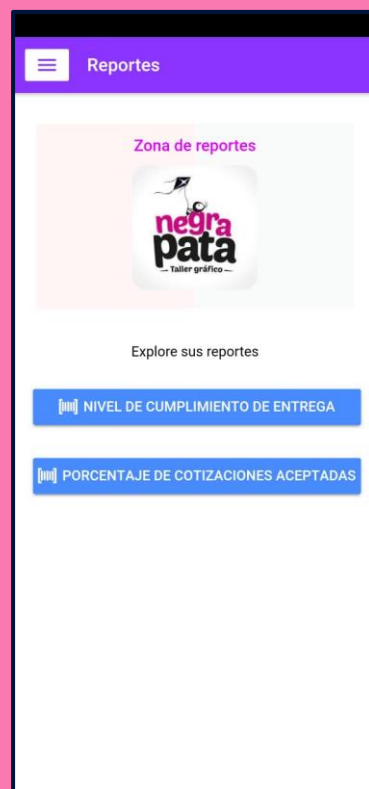 Reportes
Zona de reportes
negra
pata
Taller gráfico
Explore sus reportes
NIVEL DE CUMPLIMIENTO DE ENTREGA
PORCENTAJE DE COTIZACIONES ACEPTADAS